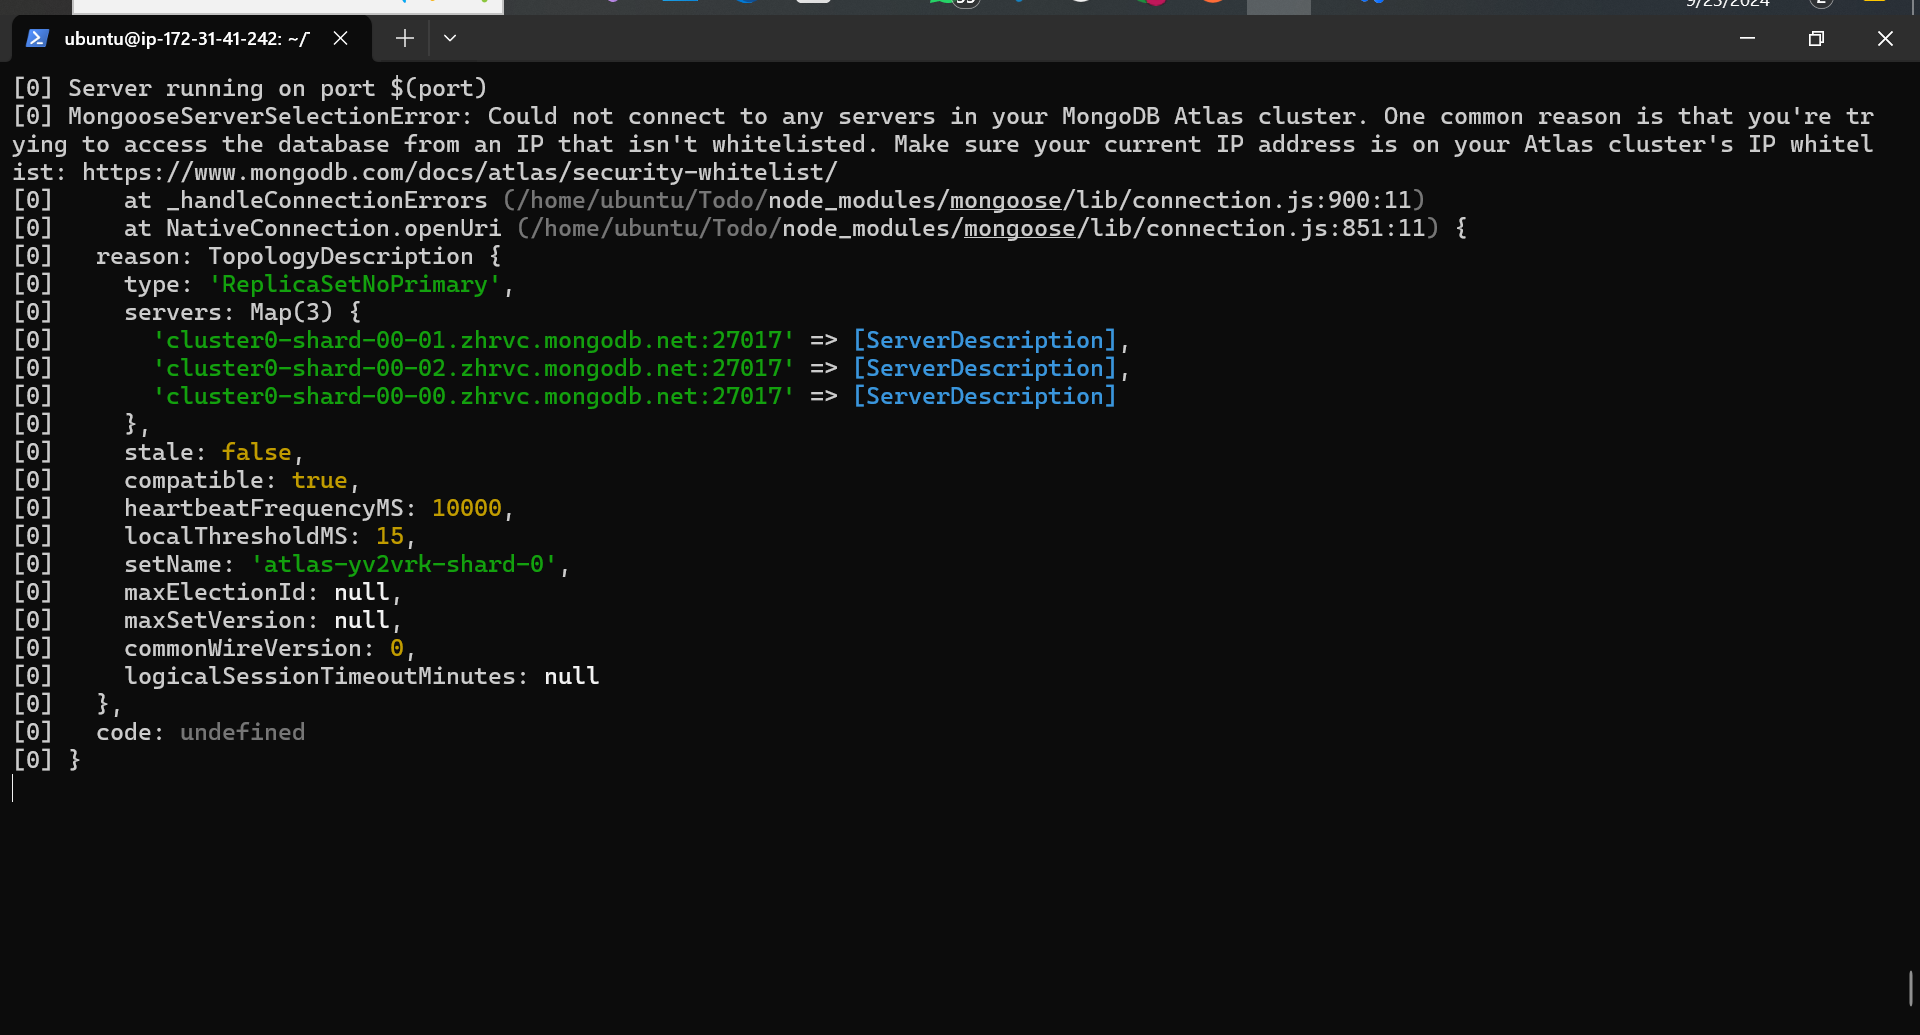 9/23/2024
ubuntu@ip-172-31-41-242: ~/
[0] Server running on port $(port)
[0] MongooseServerSelectionError: Could not connect to any servers in your MongoDB Atlas cluster. One common reason is that you're tr
ying to access the database from an IP that isn't whitelisted. Make sure your current IP address is on your Atlas cluster's IP whitel
ist: https://www.mongodb.com/docs/atlas/security-whitelist/
[0]     at _handleConnectionErrors (/home/ubuntu/Todo/node_modules/mongoose/lib/connection.js:900:11)
[0]     at NativeConnection.openUri (/home/ubuntu/Todo/node_modules/mongoose/lib/connection.js:851:11) {
[0]   reason: TopologyDescription {
[0]     type: 'ReplicaSetNoPrimary',
[0]     servers: Map(3) {
[0]       'cluster0-shard-00-01.zhrvc.mongodb.net:27017' => [ServerDescription],
[0]       'cluster0-shard-00-02.zhrvc.mongodb.net:27017' => [ServerDescription],
[0]       'cluster0-shard-00-00.zhrvc.mongodb.net:27017' => [ServerDescription]
[0]     },
[0]     stale: false,
[0]     compatible: true,
[0]     heartbeatFrequencyMS: 10000,
[0]     localThresholdMS: 15,
[0]     setName: 'atlas-yv2vrk-shard-0',
[0]     maxElectionId: null,
[0]     maxSetVersion: null,
[0]     commonWireVersion: 0,
[0]     logicalSessionTimeoutMinutes: null
[0]   },
[0]   code: undefined
[0] }